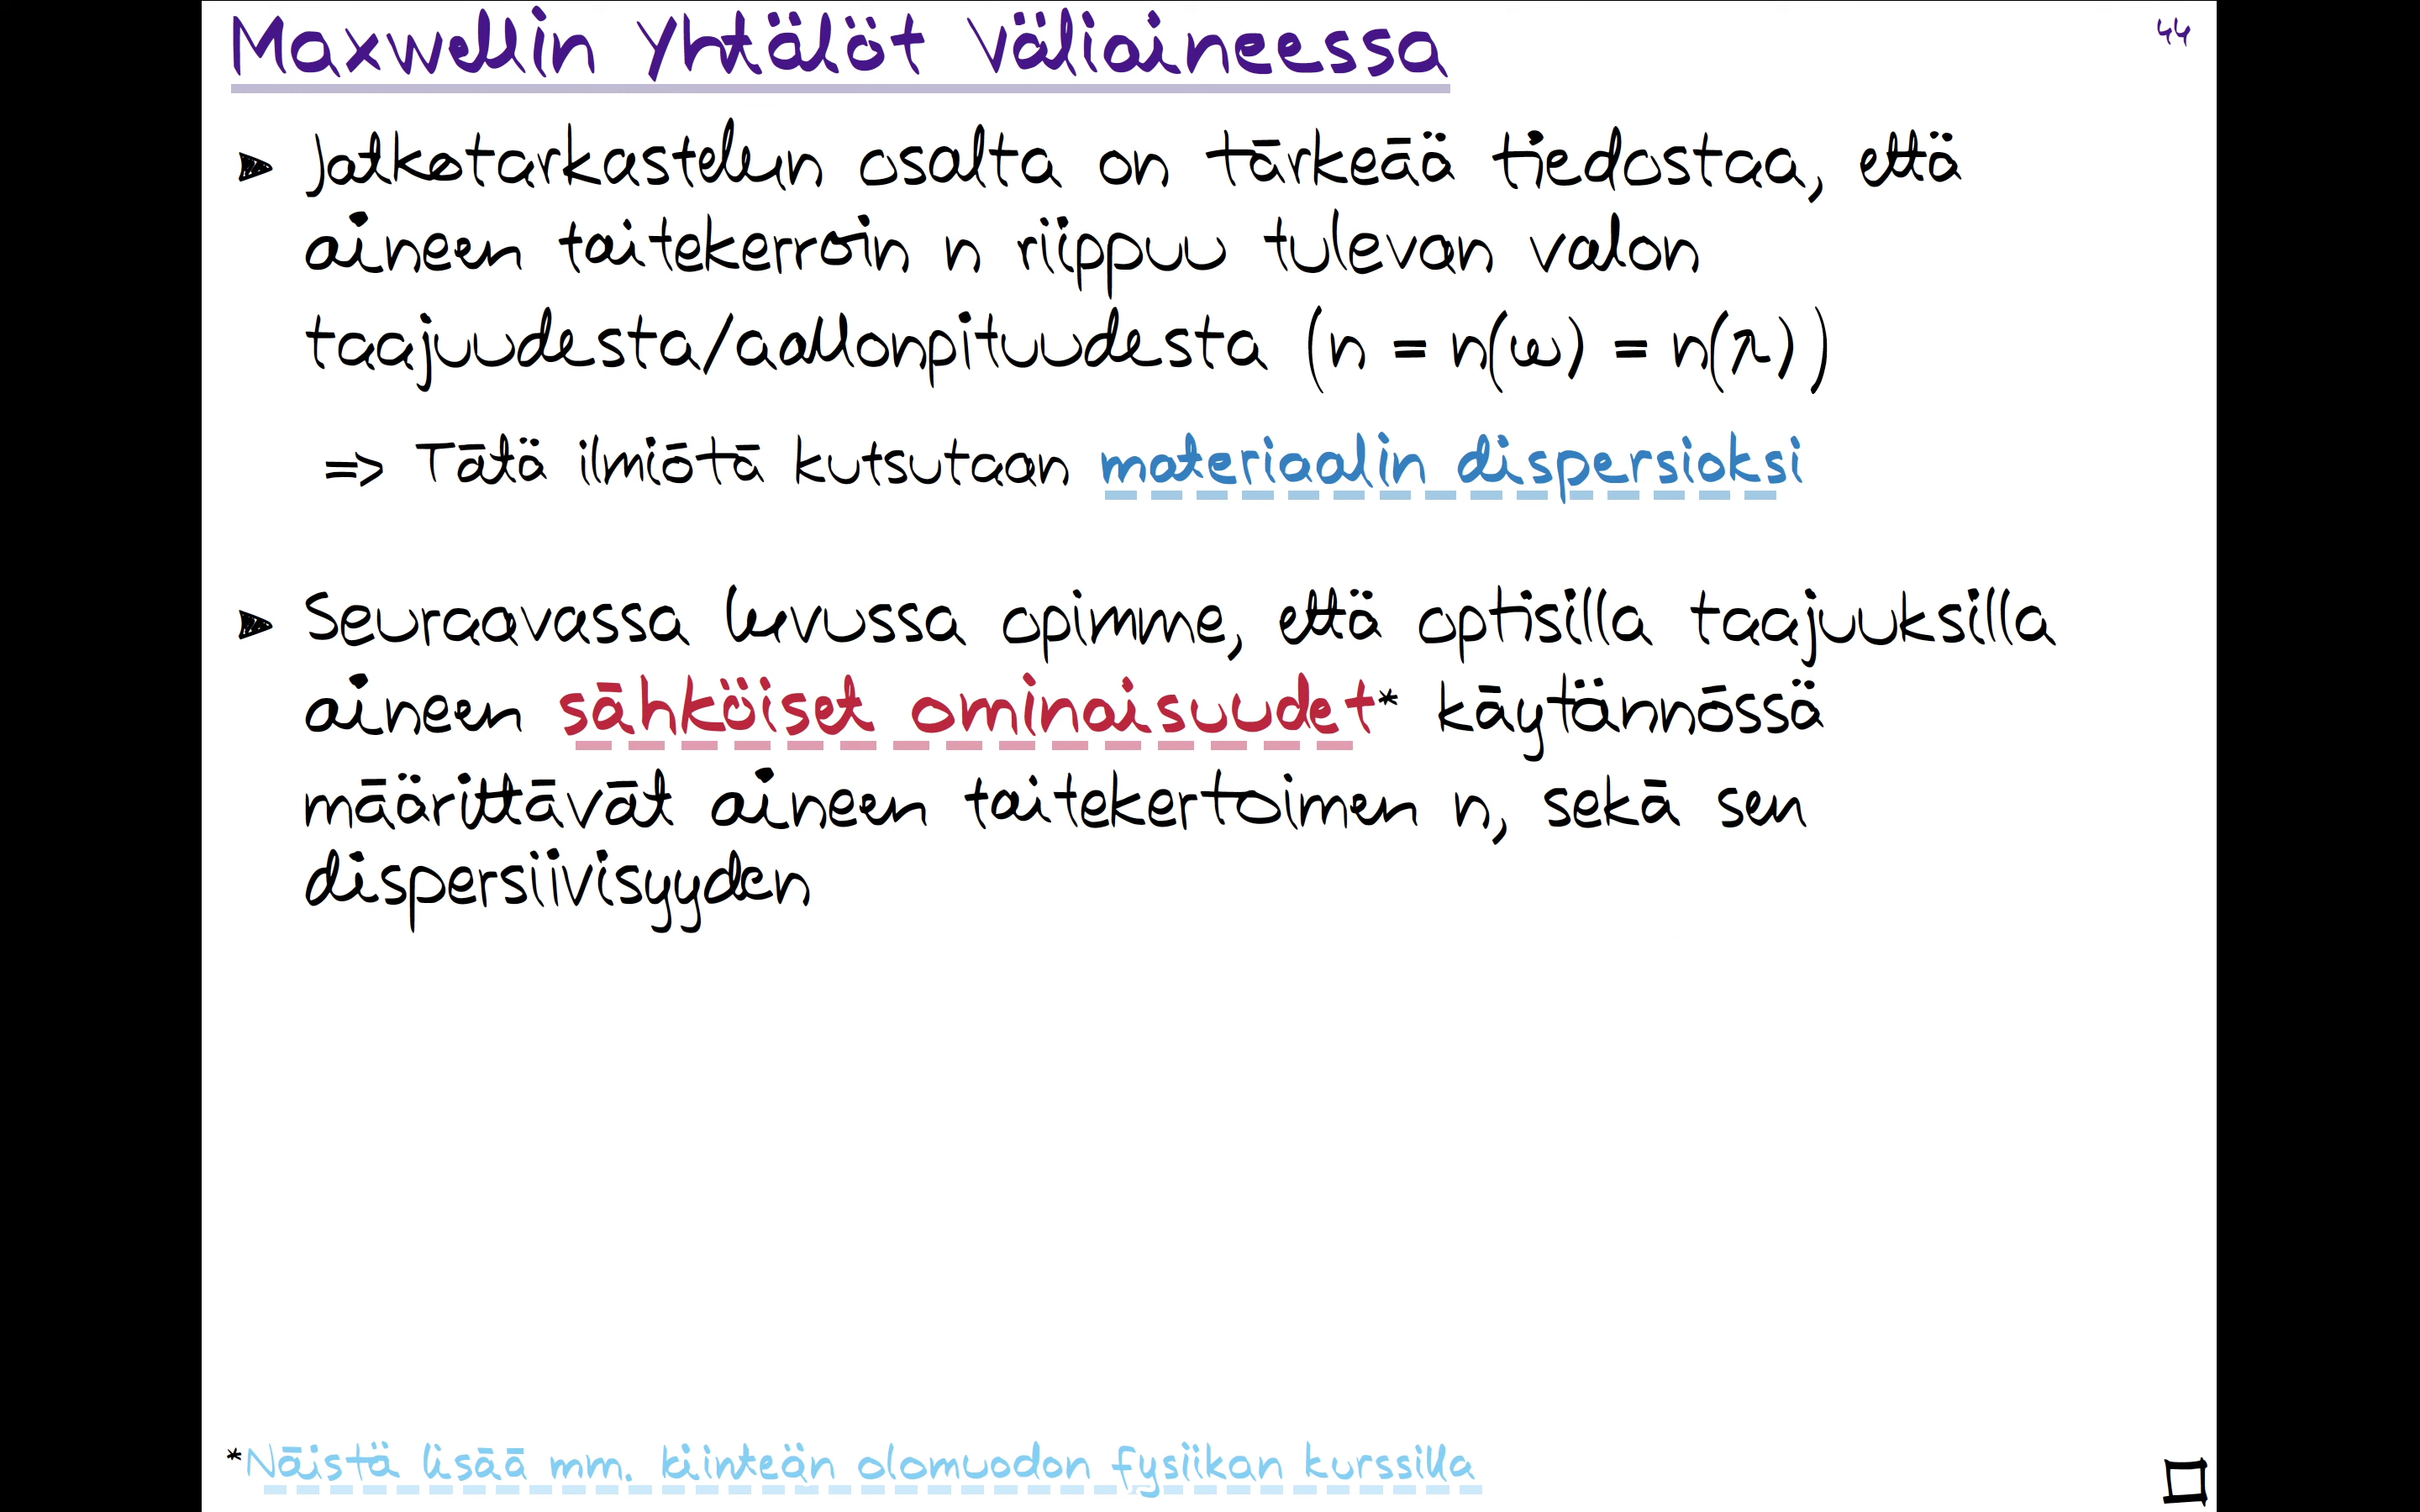 Maxwellin Yhtälöt Väliaineessa
44
Jatkotarkastelun osalta on tärkeää tiedostaa, että
aineen taitekerroin n riippuu tulevan valon
taajuudesta/aallonpituudesta (n = n(ω) = n(λ))
=> Tätä ilmiötä kutsutaan materiaalin dispersioksi
Seuraavassa luvussa opimme, että optisilla taajuuksilla
aineen sähköiset ominaisuudet* käytännössä
määrittävät aineen taitekertoimen n, sekä sen
dispersiivisyyden
*Näistä lisää mm. kiinteän olomuodon fysiikan kurssilla